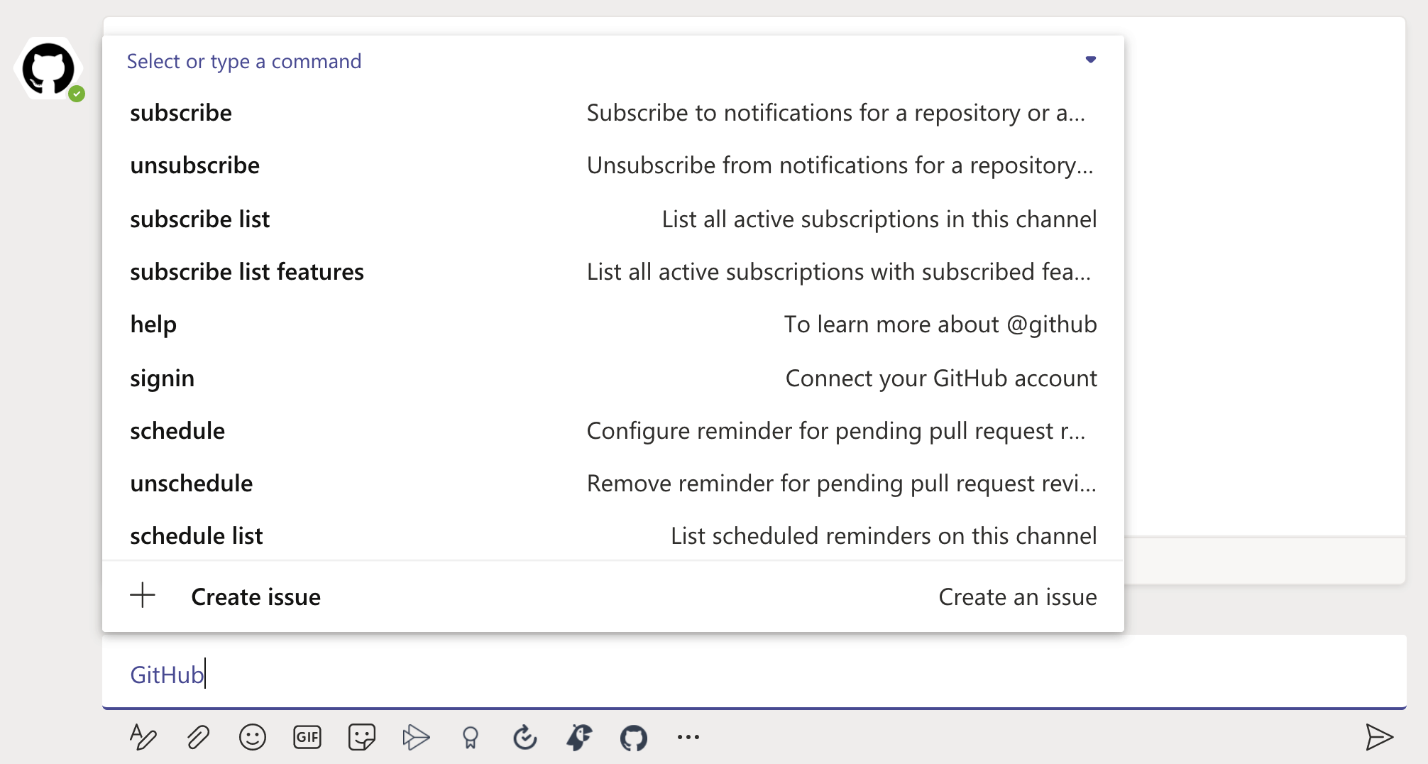 Select or type a command
subscribe Subscribe to notifications for a repository or a...
unsubscribe Unsubscribe from notifications for a repository...
subscribe list List all active subscriptions in this channel
subscribe list features List all active subscriptions with subscribed fea...
help To learn more about @github
signin Connect your GitHub account
schedule Configure reminder for pending pull request r...
unschedule Remove reminder for pending pull request revi...
schedule list List scheduled reminders on this channel
Create issue Create an issue
GitHub
GIF